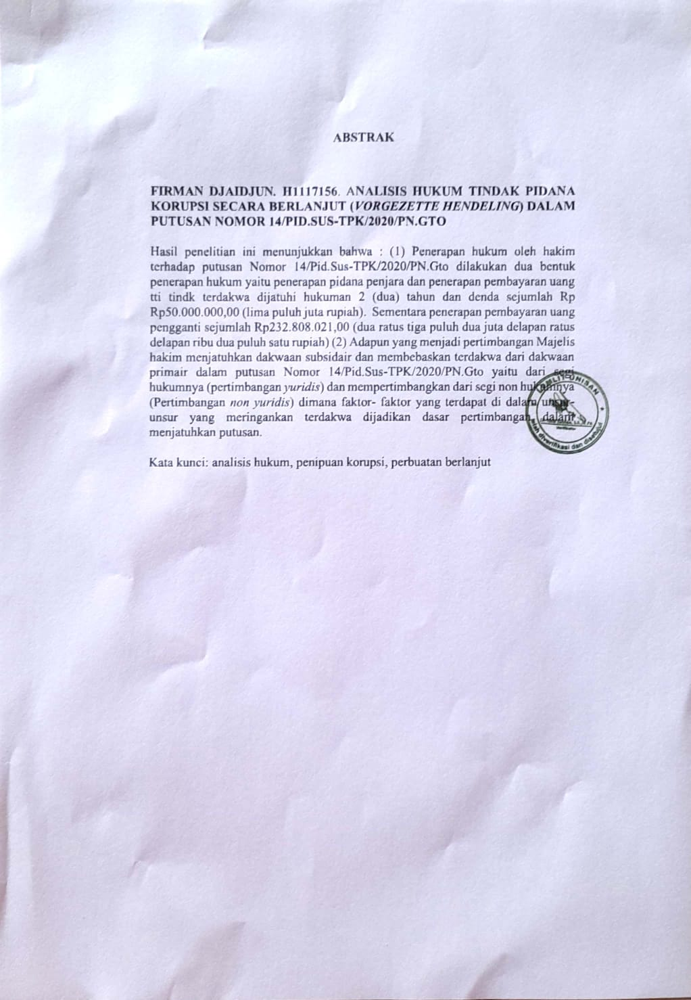 ABSTRAK
FIRMAN DJAIDJUN. H1117156. ANALISIS HUKUM TINDAK PIDANA
KORUPSI SECARA BERLANJUT (VORGEZETTE HENDELING) DALAM
PUTUSAN NOMOR 14/PID.SUS-TPK/2020/PN.GTO
Hasil penelitian ini menunjukkan bahwa : (1) Penerapan hukum oleh hakim
terhadap putusan Nomor 14/Pid.Sus-TPK/2020/PN.Gto dilakukan dua bentuk
penerapan hukum yaitu penerapan pidana penjara dan penerapan pembayaran uang
tti tindk terdakwa dijatuhi hukuman 2 (dua) tahun dan denda sejumlah Rp
Rp50.000.000,00 (lima puluh juta rupiah). Sementara penerapan pembayaran uang
pengganti sejumlah Rp232.808.021,00 (dua ratus tiga puluh dua juta delapan ratus
delapan ribu dua puluh satu rupiah) (2) Adapun yang menjadi pertimbangan Majelis
hakim menjatuhkan dakwaan subsidair dan membebaskan terdakwa dari dakwaan
primair dalam putusan Nomor 14/Pid.Sus-TPK/2020/PN.Gto yaitu dari segi
hukumnya (pertimbangan yuridis) dan mempertimbangkan dari segi non hukumnya
(Pertimbangan non yuridis) dimana faktor- faktor yang terdapat di dalam unsur-
unsur yang meringankan terdakwa dijadikan dasar pertimbangan dalam
menjatuhkan putusan.
UNISAN
telah diverifikasi dan disetujui
Kata kunci: analisis hukum, penipuan korupsi, perbuatan berlanjut